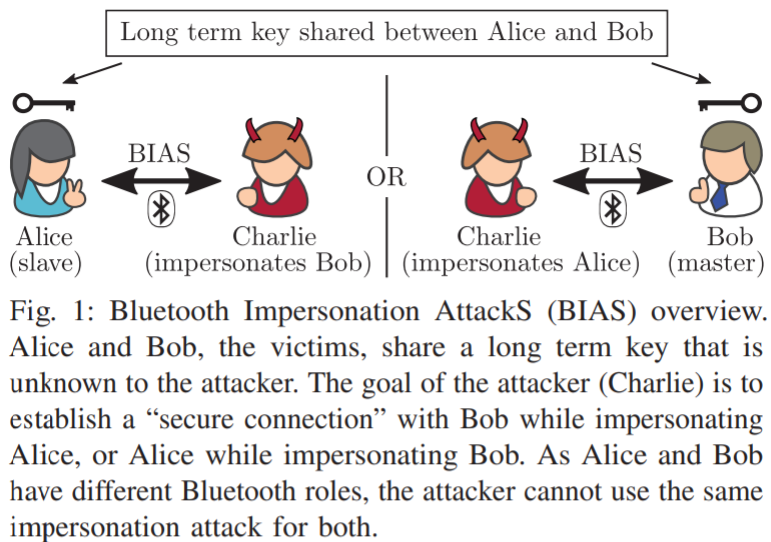 Long term key shared between Alice and Bob
BIAS
OR
BIAS
Alice
(slave)
Charlie
(impersonates Bob)
Charlie
(impersonates Alice)
Bob
(master)
Fig. 1: Bluetooth Impersonation AttackS (BIAS) overview.
Alice and Bob, the victims, share a long term key that is
unknown to the attacker. The goal of the attacker (Charlie) is to
establish a “secure connection” with Bob while impersonating
Alice, or Alice while impersonating Bob. As Alice and Bob
have different Bluetooth roles, the attacker cannot use the same
impersonation attack for both.